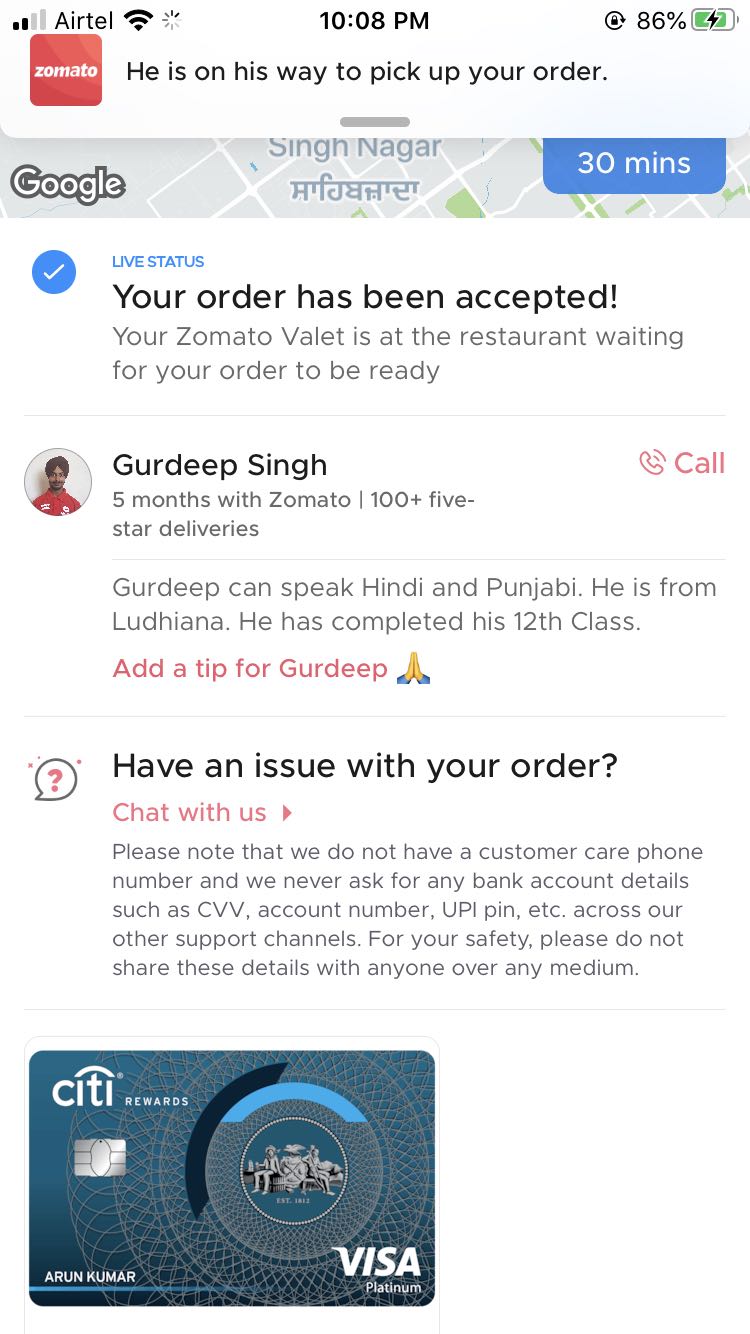 Airtel 10:08 PM 86%
zomato He is on his way to pick up your order.
Singh Nagar
ਸਾਹਿਬਜ਼ਾਦਾ
Google
30 mins
LIVE STATUS
Your order has been accepted!
Your Zomato Valet is at the restaurant waiting
for your order to be ready
Gurdeep Singh
Call
5 months with Zomato | 100+ five-
star deliveries
Gurdeep can speak Hindi and Punjabi. He is from
Ludhiana. He has completed his 12th Class.
Add a tip for Gurdeep 🙏
Have an issue with your order?
Chat with us
Please note that we do not have a customer care phone
number and we never ask for any bank account details
such as CVV, account number, UPI pin, etc. across our
other support channels. For your safety, please do not
share these details with anyone over any medium.
citi® REWARDS
EST. 1812
VISA
ARUN KUMAR
Platinum